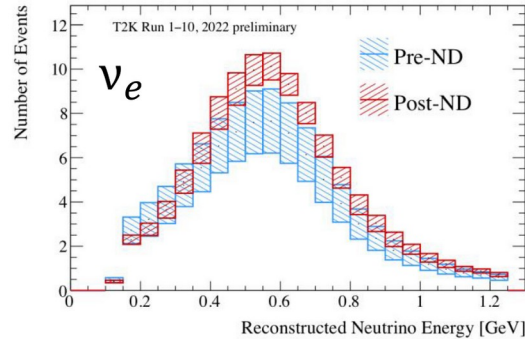 T2K Run 1-10, 2022 preliminary
Number of Events
νe
Pre-ND
Post-ND
12
10
8
6
4
2
0
0 0.2 0.4 0.6 0.8 1 1.2
Reconstructed Neutrino Energy [GeV]